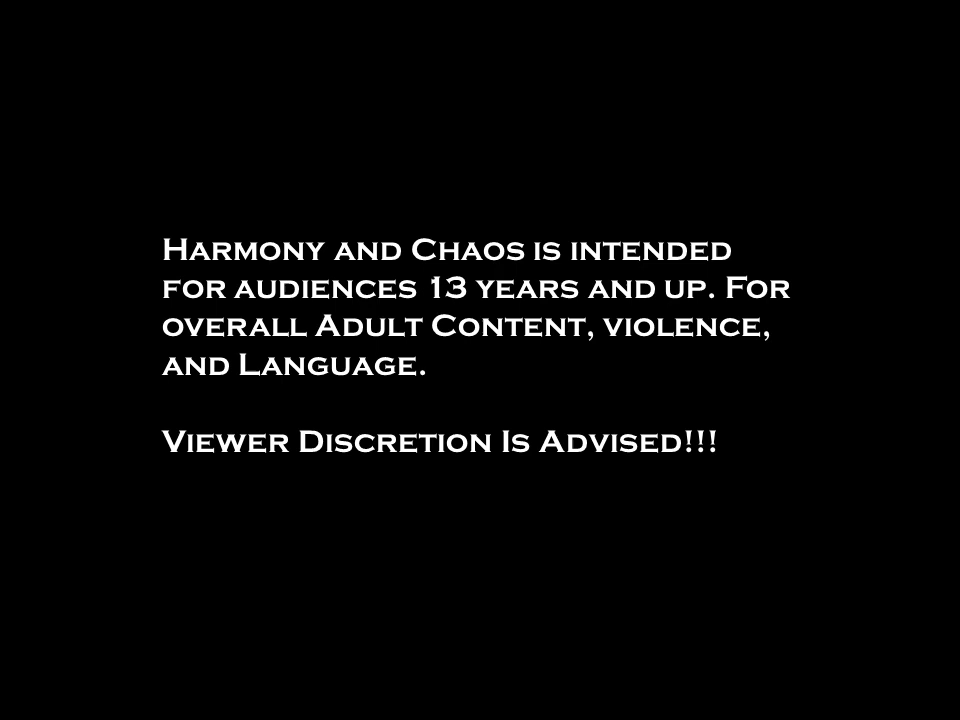 Harmony and Chaos is intended
for audiences 13 years and up. For
overall Adult Content, violence,
and Language.
Viewer Discretion Is Advised!!!